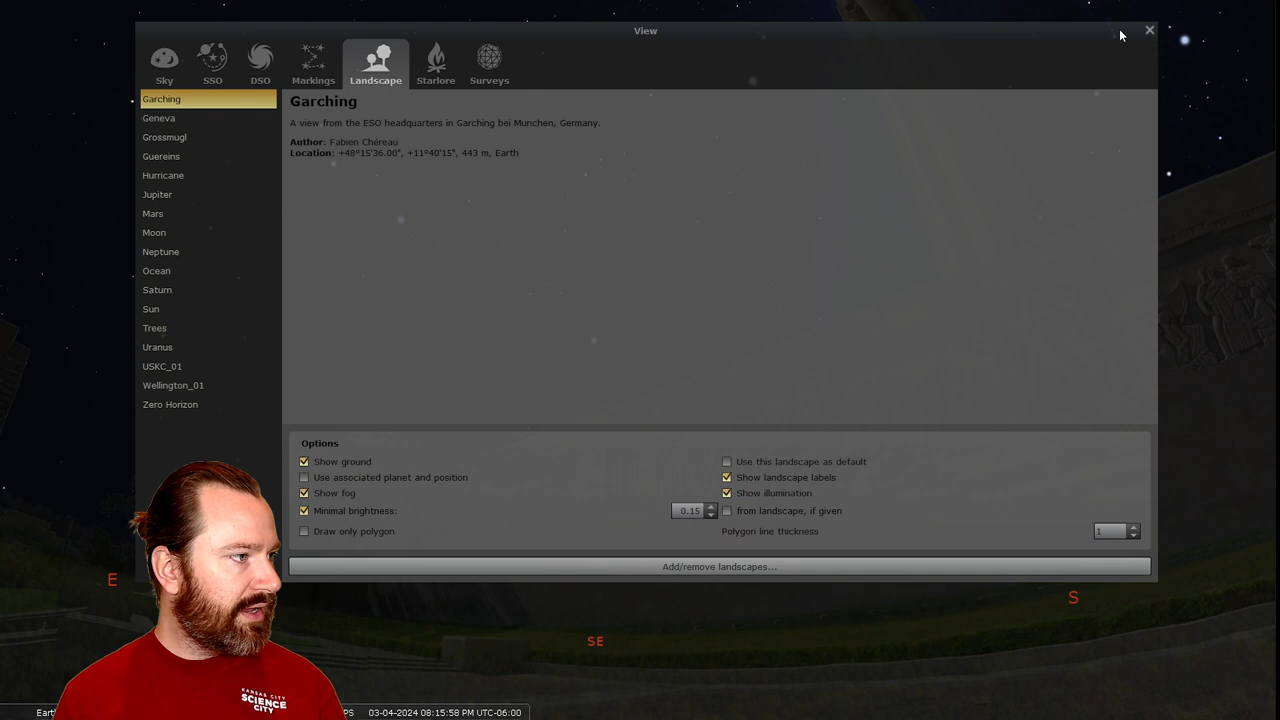 View
Sky SSO DSO Markings Landscape Starlore Surveys
Garching
Geneva
Grossmugl
Guereins
Hurricane
Jupiter
Mars
Moon
Neptune
Ocean
Saturn
Sun
Trees
Uranus
USKC_01
Wellington_01
Zero Horizon
Garching
A view from the ESO headquarters in Garching bei Munchen, Germany.
Author: Fabien Chéreau
Location: +48°15'36.00", +11°40'15", 443 m, Earth
Options
Show ground
Use associated planet and position
Show fog
Minimal brightness: 0.15
Draw only polygon
Use this landscape as default
Show landscape labels
Show illumination
from landscape, if given
Polygon line thickness 1
Add/remove landscapes...
E
SE
S
KANSAS CITY
SCIENCE
CITY
03-04-2024 08:15:58 PM UTC-06:00